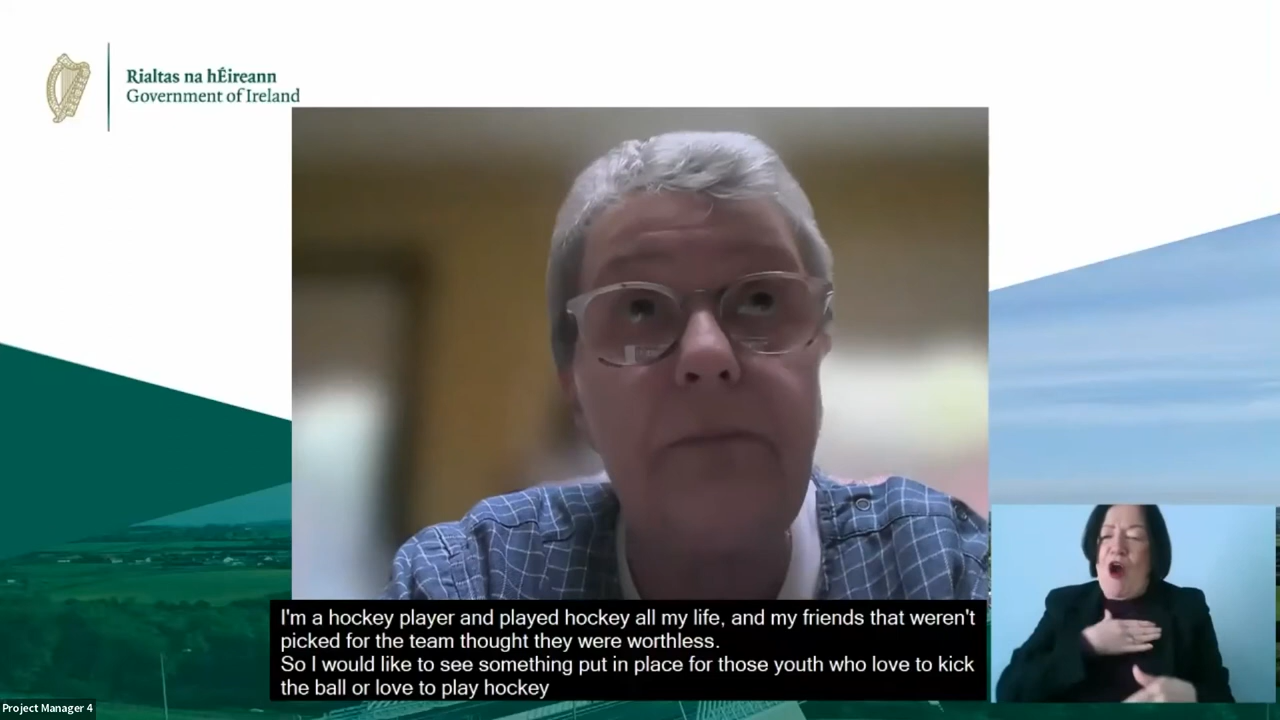 Rialtas na hÉireann
Government of Ireland
I'm a hockey player and played hockey all my life, and my friends that weren't
picked for the team thought they were worthless.
So I would like to see something put in place for those youth who love to kick
the ball or love to play hockey
Project Manager 4